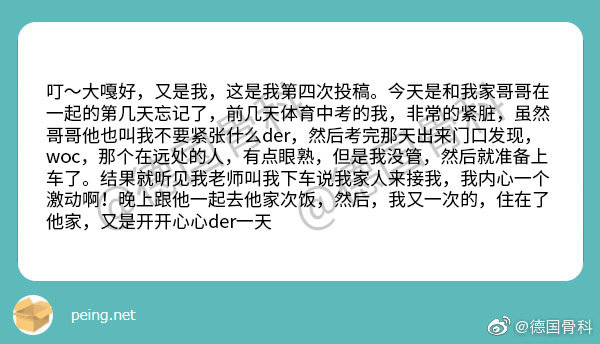 叮～大嘎好，又是我，这是我第四次投稿。今天是和我家哥哥在
一起的第几天忘记了，前几天体育中考的我，非常的紧脏，虽然
哥哥他也叫我不要紧张什么der，然后考完那天出来门口发现，
woc，那个在远处的人，有点眼熟，但是我没管，然后就准备上
车了。结果就听见我老师叫我下车说我家人来接我，我内心一个
激动啊！晚上跟他一起去他家次饭，然后，我又一次的，住在了
他家，又是开开心心der一天
@德国骨科
@德国骨科
peing.net
@德国骨科